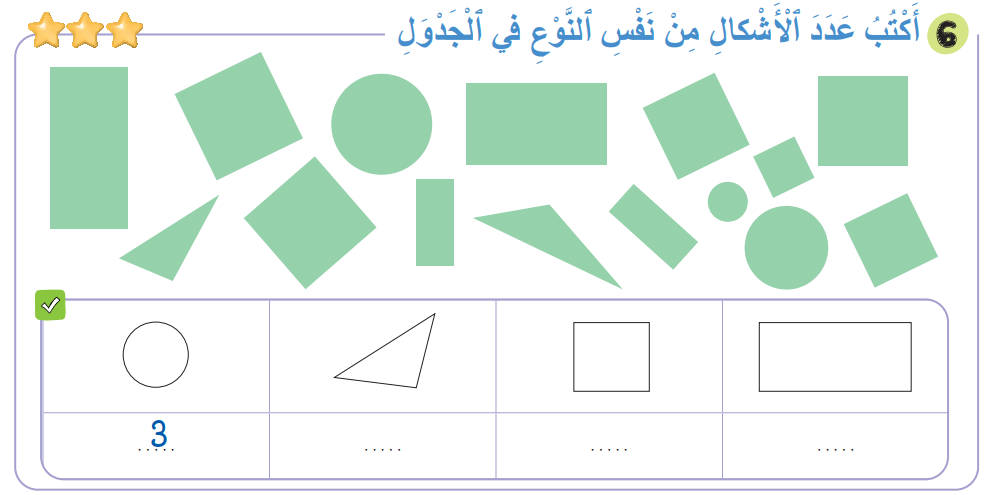 6 أَكْتُبُ عَدَدَ ٱلْأَشْكالِ مِنْ نَفْسِ ٱلنَّوْعِ في ٱلْجَدْوَلِ
3